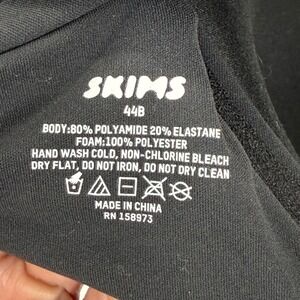 SKIMS
44B
BODY:80% POLYAMIDE 20% ELASTANE
FOAM:100% POLYESTER
HAND WASH COLD, NON-CHLORINE BLEACH
DRY FLAT, DO NOT IRON, DO NOT DRY CLEAN
MADE IN CHINA
RN 158973